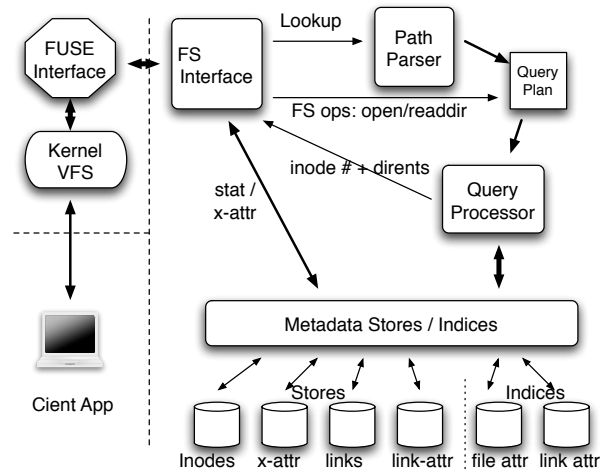 FUSE
Interface
FS
Interface
Lookup
Path
Parser
Query
Plan
FS ops: open/readdir
Kernel
VFS
inode # + dirents
stat /
x-attr
Query
Processor
Metadata Stores / Indices
Cient App
Stores
Indices
Inodes
x-attr
links
link-attr
file attr
link attr